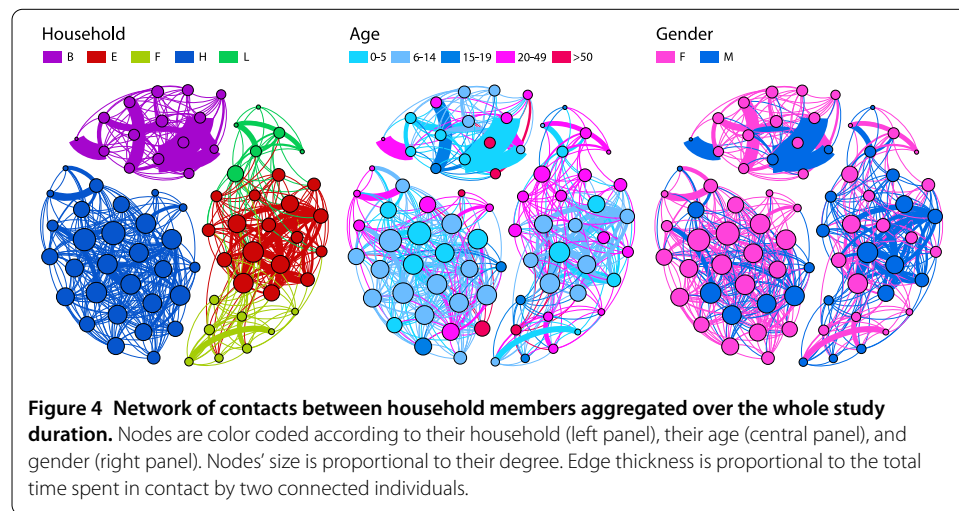 Household
B E F H L
Age
0-5 6-14 15-19 20-49 >50
Gender
F M
Figure 4 Network of contacts between household members aggregated over the whole study
duration. Nodes are color coded according to their household (left panel), their age (central panel), and
gender (right panel). Nodes' size is proportional to their degree. Edge thickness is proportional to the total
time spent in contact by two connected individuals.